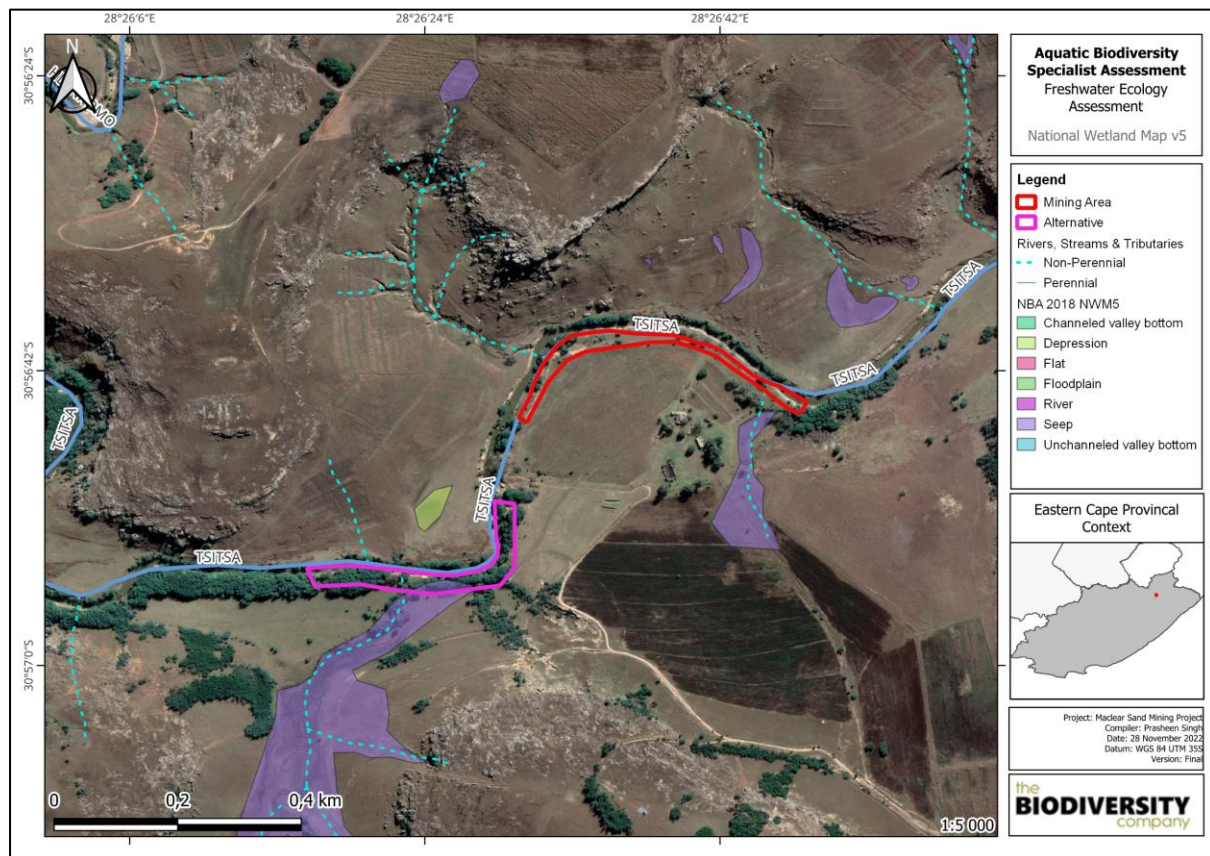 28°26'6"E
28°26'24"E
28°26'42"E
30°56'24"S
30°56'42"S
30°57'0"S
N
TSITSA
TSITSA
TSITSA
TSITSA
TSITSA
TSITSA
0
0,2
0,4 km
1:5 000
Aquatic Biodiversity
Specialist Assessment
Freshwater Ecology
Assessment
National Wetland Map v5
Legend
Mining Area
Alternative
Rivers, Streams & Tributaries
Non-Perennial
Perennial
NBA 2018 NWM5
Channeled valley bottom
Depression
Flat
Floodplain
River
Seep
Unchanneled valley bottom
Eastern Cape Provincial
Context
Project: Maclear Sand Mining Project
Compiler: Prasheen Singh
Date: 28 November 2022
Datum: WGS 84 UTM 35S
Version: Final
the
BIODIVERSITY
company